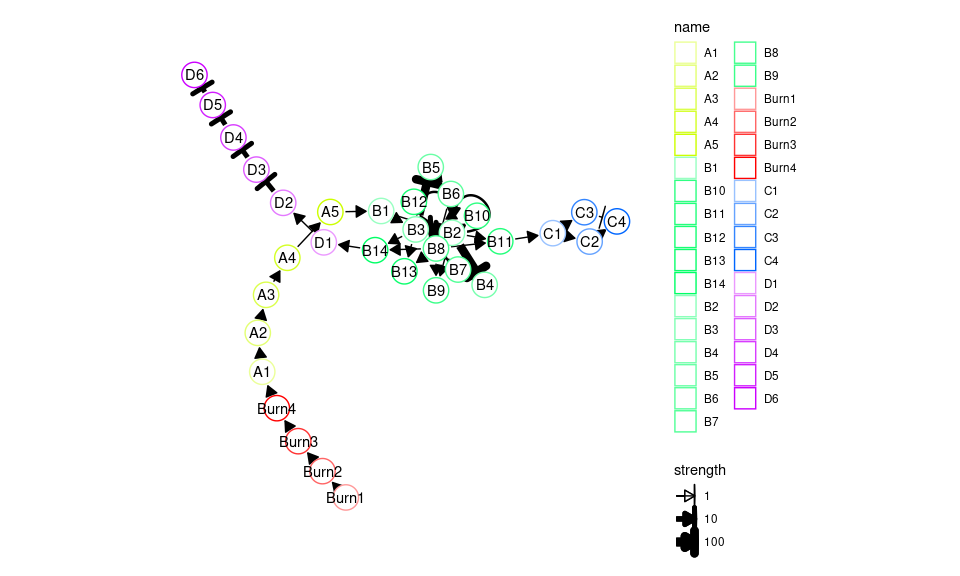 D6
D5
D4
D3
D2
A5
D1
A4
A3
A2
A1
Burn4
Burn3
Burn2
Burn1
B1
B5
B12
B6
B10
B3
B2
B14
B8
B11
B13
B7
B9
B4
C1
C3
C2
C4
name
A1
A2
A3
A4
A5
B1
B10
B11
B12
B13
B14
B2
B3
B4
B5
B6
B7
B8
B9
Burn1
Burn2
Burn3
Burn4
C1
C2
C3
C4
D1
D2
D3
D4
D5
D6
strength
1
10
100